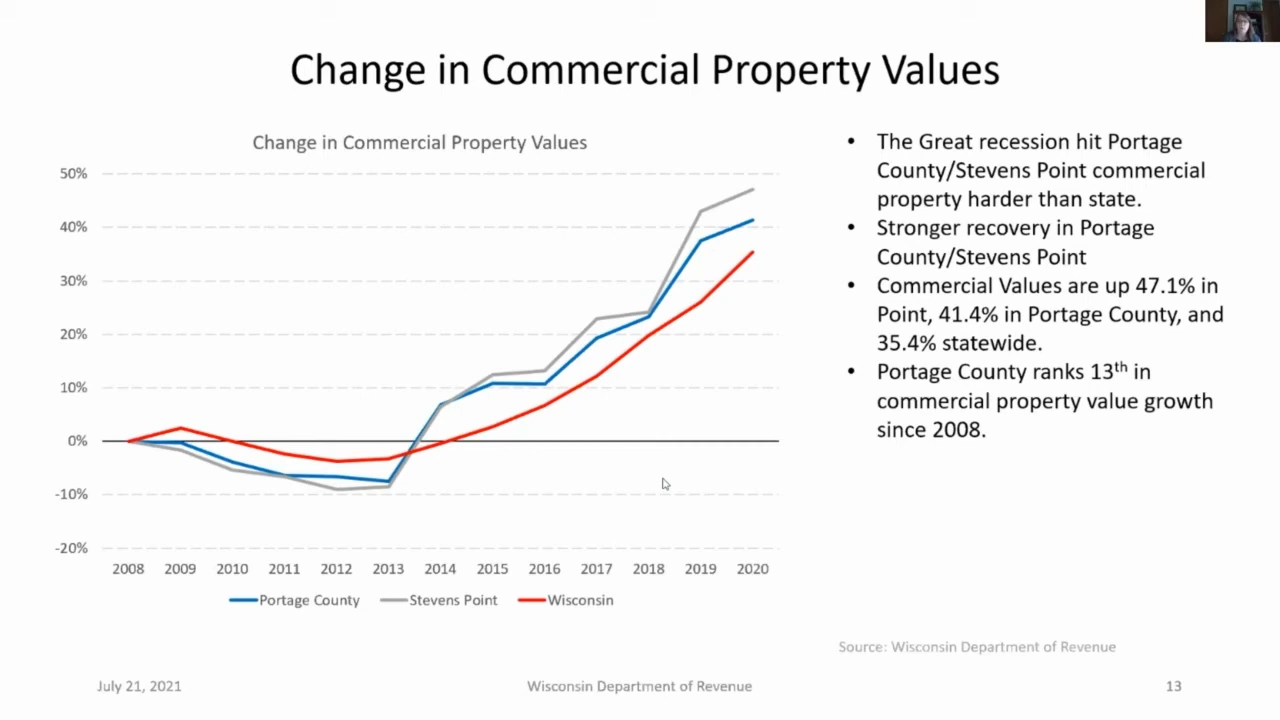 Change in Commercial Property Values
Change in Commercial Property Values
50%
40%
30%
20%
10%
0%
-10%
-20%
2008 2009 2010 2011 2012 2013 2014 2015 2016 2017 2018 2019 2020
Portage County Stevens Point Wisconsin
• The Great recession hit Portage
County/Stevens Point commercial
property harder than state.
• Stronger recovery in Portage
County/Stevens Point
• Commercial Values are up 47.1% in
Point, 41.4% in Portage County, and
35.4% statewide.
• Portage County ranks 13th in
commercial property value growth
since 2008.
Source: Wisconsin Department of Revenue
July 21, 2021 Wisconsin Department of Revenue 13